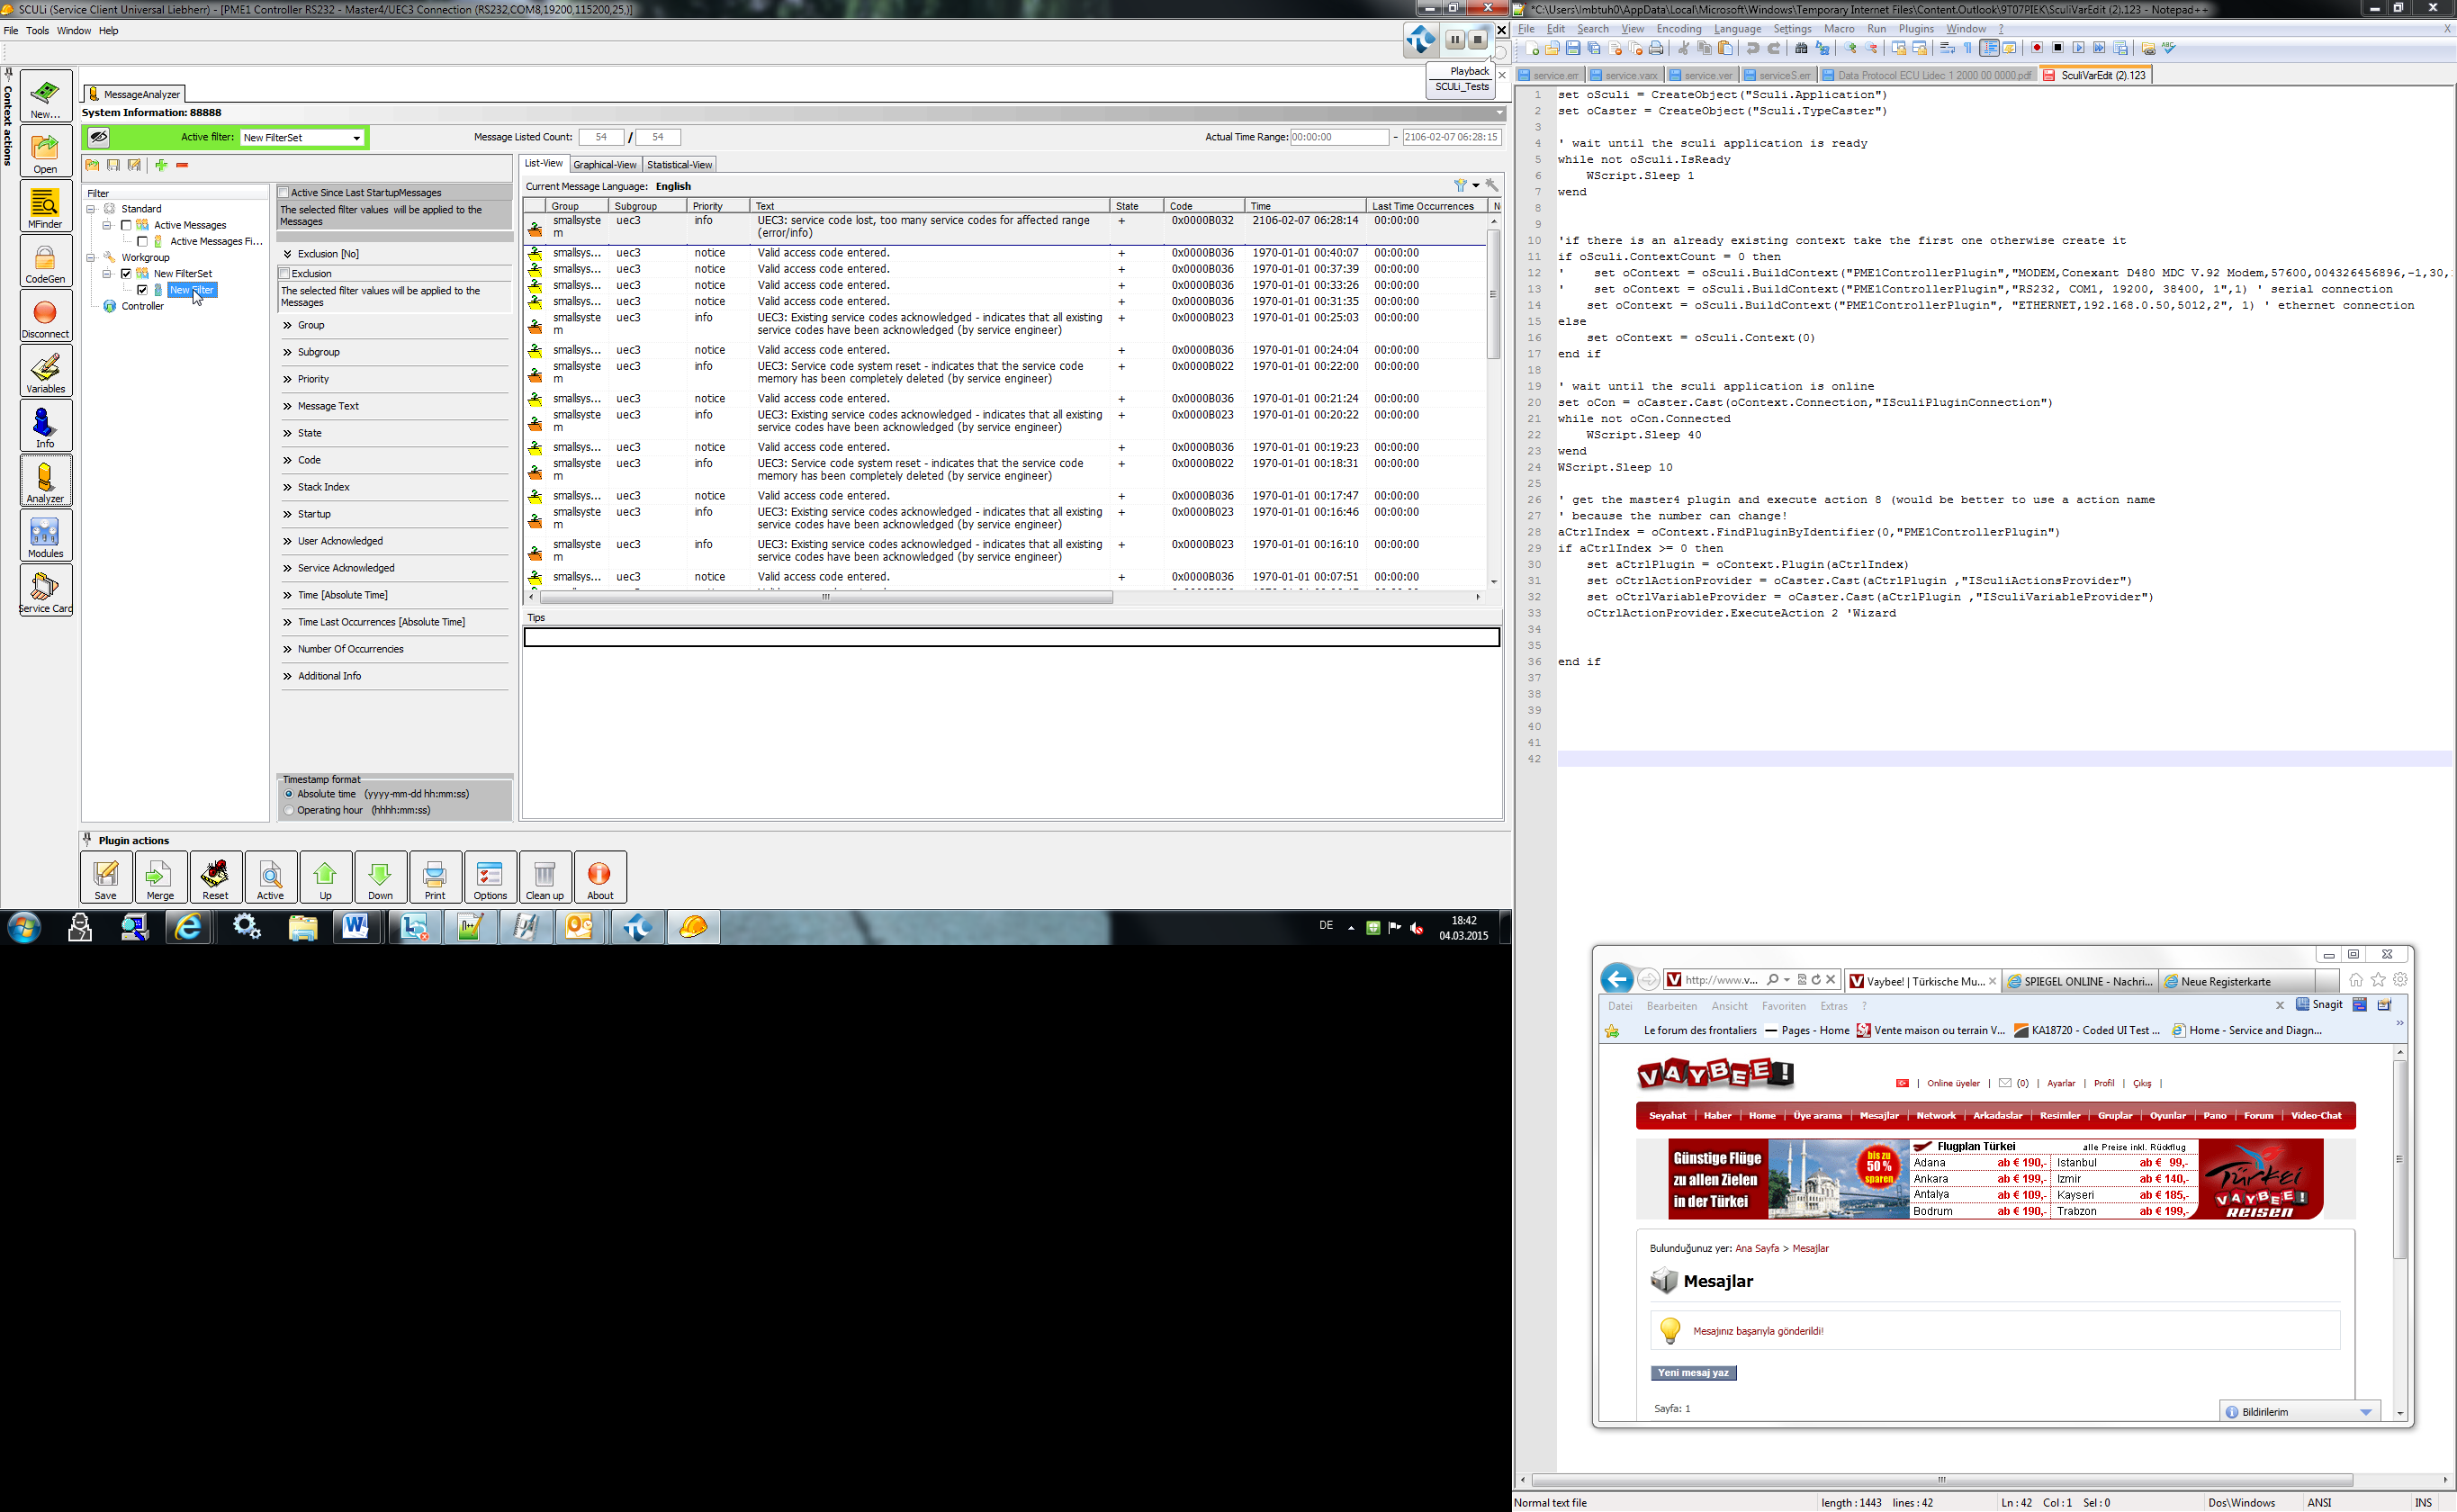 SCULi (Service Client Universal Liebherr) - [PME1 Controller RS232 - Master4/UEC3 Connection (RS232,COM8,19200,115200,25,)]
File Tools Window Help
Playback
SCULi_Tests
Context actions
New...
Open
MFinder
CodeGen
Disconnect
Variables
Info
Analyzer
Modules
Service Card
MessageAnalyzer
System Information: 88888
Active filter: New FilterSet
Message Listed Count: 54 / 54
Actual Time Range: 00:00:00 - 2106-02-07 06:28:15
Filter
Standard
Active Messages
Active Messages Fi...
Workgroup
New FilterSet
New Filter
Controller
Active Since Last StartupMessages
The selected filter values will be applied to the
Messages
Exclusion [No]
Exclusion
The selected filter values will be applied to the
Messages
Group
Subgroup
Priority
Message Text
State
Code
Stack Index
Startup
User Acknowledged
Service Acknowledged
Time [Absolute Time]
Time Last Occurrences [Absolute Time]
Number Of Occurrencies
Additional Info
Timestamp format
Absolute time (yyyy-mm-dd hh:mm:ss)
Operating hour (hhhh:mm:ss)
List-View Graphical-View Statistical-View
Current Message Language: English
Group Subgroup Priority Text State Code Time Last Time Occurrences N
smallsyste uec3 info UEC3: service code lost, too many service codes for affected range + 0x0000B032 2106-02-07 06:28:14 00:00:00
m (error/info)
smallsys... uec3 notice Valid access code entered. + 0x0000B036 1970-01-01 00:40:07 00:00:00
smallsys... uec3 notice Valid access code entered. + 0x0000B036 1970-01-01 00:37:39 00:00:00
smallsys... uec3 notice Valid access code entered. + 0x0000B036 1970-01-01 00:33:26 00:00:00
smallsys... uec3 notice Valid access code entered. + 0x0000B036 1970-01-01 00:31:35 00:00:00
smallsyste uec3 info UEC3: Existing service codes acknowledged - indicates that all existing + 0x0000B023 1970-01-01 00:25:03 00:00:00
m service codes have been acknowledged (by service engineer)
smallsys... uec3 notice Valid access code entered. + 0x0000B036 1970-01-01 00:24:04 00:00:00
smallsyste uec3 info UEC3: Service code system reset - indicates that the service code + 0x0000B022 1970-01-01 00:22:00 00:00:00
m memory has been completely deleted (by service engineer)
smallsys... uec3 notice Valid access code entered. + 0x0000B036 1970-01-01 00:21:24 00:00:00
smallsyste uec3 info UEC3: Existing service codes acknowledged - indicates that all existing + 0x0000B023 1970-01-01 00:20:22 00:00:00
m service codes have been acknowledged (by service engineer)
smallsys... uec3 notice Valid access code entered. + 0x0000B036 1970-01-01 00:19:23 00:00:00
smallsyste uec3 info UEC3: Service code system reset - indicates that the service code + 0x0000B022 1970-01-01 00:18:31 00:00:00
m memory has been completely deleted (by service engineer)
smallsys... uec3 notice Valid access code entered. + 0x0000B036 1970-01-01 00:17:47 00:00:00
smallsyste uec3 info UEC3: Existing service codes acknowledged - indicates that all existing + 0x0000B023 1970-01-01 00:16:46 00:00:00
m service codes have been acknowledged (by service engineer)
smallsyste uec3 info UEC3: Existing service codes acknowledged - indicates that all existing + 0x0000B023 1970-01-01 00:16:10 00:00:00
m service codes have been acknowledged (by service engineer)
smallsys... uec3 notice Valid access code entered. + 0x0000B036 1970-01-01 00:07:51 00:00:00
Tips
Plugin actions
Save Merge Reset Active Up Down Print Options Clean up About
DE
18:42
04.03.2015
*C:\Users\lmbtuh0\AppData\Local\Microsoft\Windows\Temporary Internet Files\Content.Outlook\9T07PIEK\SculiVarEdit (2).123 - Notepad++
File Edit Search View Encoding Language Settings Macro Run Plugins Window ? X
service.err service.varx service.ver serviceS.err Data Protocol ECU Lidec 1 2000 00 0000.pdf SculiVarEdit (2).123
1 set oSculi = CreateObject("Sculi.Application")
2 set oCaster = CreateObject("Sculi.TypeCaster")
3
4 ' wait until the sculi application is ready
5 while not oSculi.IsReady
6 WScript.Sleep 1
7 wend
8
9
10 'if there is an already existing context take the first one otherwise create it
11 if oSculi.ContextCount = 0 then
12 ' set oContext = oSculi.BuildContext("PME1ControllerPlugin","MODEM,Conexant D480 MDC V.92 Modem,57600,004326456896,-1,30,
13 ' set oContext = oSculi.BuildContext("PME1ControllerPlugin","RS232, COM1, 19200, 38400, 1",1) ' serial connection
14 set oContext = oSculi.BuildContext("PME1ControllerPlugin", "ETHERNET,192.168.0.50,5012,2", 1) ' ethernet connection
15 else
16 set oContext = oSculi.Context(0)
17 end if
18
19 ' wait until the sculi application is online
20 set oCon = oCaster.Cast(oContext.Connection,"ISculiPluginConnection")
21 while not oCon.Connected
22 WScript.Sleep 40
23 wend
24 WScript.Sleep 10
25
26 ' get the master4 plugin and execute action 8 (would be better to use a action name
27 ' because the number can change!
28 aCtrlIndex = oContext.FindPluginByIdentifier(0,"PME1ControllerPlugin")
29 if aCtrlIndex >= 0 then
30 set aCtrlPlugin = oContext.Plugin(aCtrlIndex)
31 set oCtrlActionProvider = oCaster.Cast(aCtrlPlugin ,"ISculiActionsProvider")
32 set oCtrlVariableProvider = oCaster.Cast(aCtrlPlugin ,"ISculiVariableProvider")
33 oCtrlActionProvider.ExecuteAction 2 'Wizard
34
35
36 end if
37
38
39
40
41
42
http://www.v... Vaybee! | Türkische Mu... SPIEGEL ONLINE - Nachri... Neue Registerkarte
Datei Bearbeiten Ansicht Favoriten Extras ? x Snagit
Le forum des frontaliers Pages - Home Vente maison ou terrain V... KA18720 - Coded UI Test ... Home - Service and Diagn...
VAYBEE!
| Online üyeler | (0) | Ayarlar | Profil | Çıkış |
Seyahat | Haber | Home | Üye arama | Mesajlar | Network | Arkadaslar | Resimler | Gruplar | Oyunlar | Pano | Forum | Video-Chat
Günstige Flüge
zu allen Zielen
in der Türkei
bis zu
50 %
sparen
Flugplan Türkei alle Preise inkl. Rückflug
Adana ab € 190,- Istanbul ab € 99,-
Ankara ab € 199,- Izmir ab € 140,-
Antalya ab € 109,- Kayseri ab € 185,-
Bodrum ab € 190,- Trabzon ab € 199,-
Türkei
VAYBEE!
REISEN
Bulunduğunuz yer: Ana Sayfa > Mesajlar
Mesajlar
Mesajınız başarıyla gönderildi!
Yeni mesaj yaz
Sayfa: 1
Bildirilerim
Normal text file length : 1443 lines : 42 Ln : 42 Col : 1 Sel : 0 Dos\Windows ANSI INS